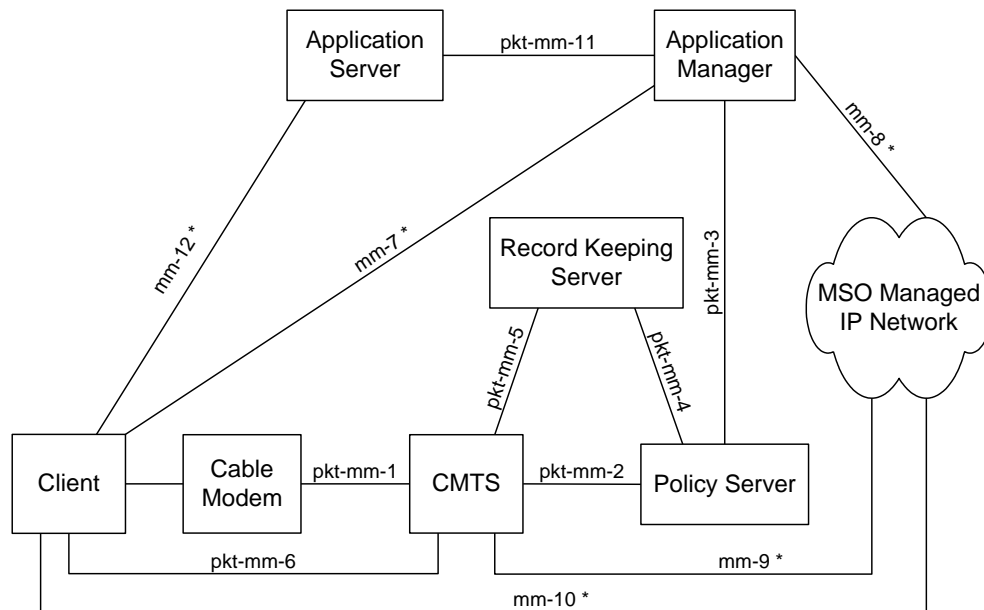 Application
Server
pkt-mm-11
Application
Manager
mm-8 *
mm-12 *
mm-7 *
pkt-mm-3
Record Keeping
Server
MSO Managed
IP Network
pkt-mm-5
pkt-mm-4
Client
Cable
Modem
pkt-mm-1
CMTS
pkt-mm-2
Policy Server
pkt-mm-6
mm-9 *
mm-10 *